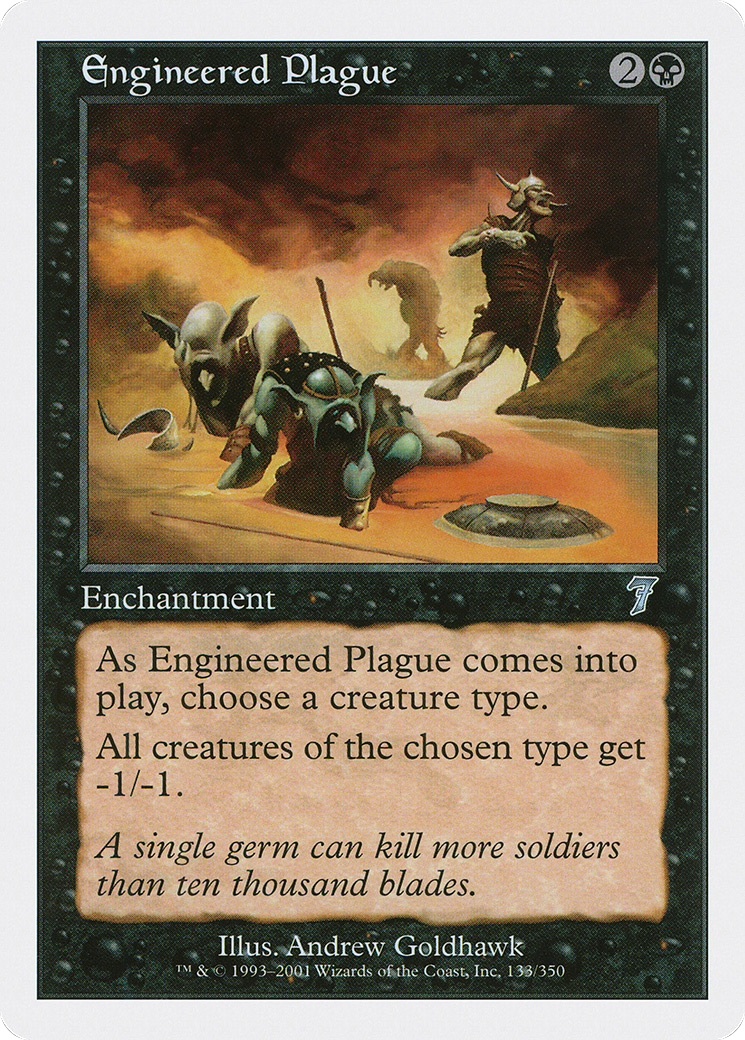 Engineered Plague
2
Enchantment
7
As Engineered Plague comes into
play, choose a creature type.
All creatures of the chosen type get
-1/-1.
A single germ can kill more soldiers
than ten thousand blades.
Illus. Andrew Goldhawk
™ & © 1993–2001 Wizards of the Coast, Inc. 133/350